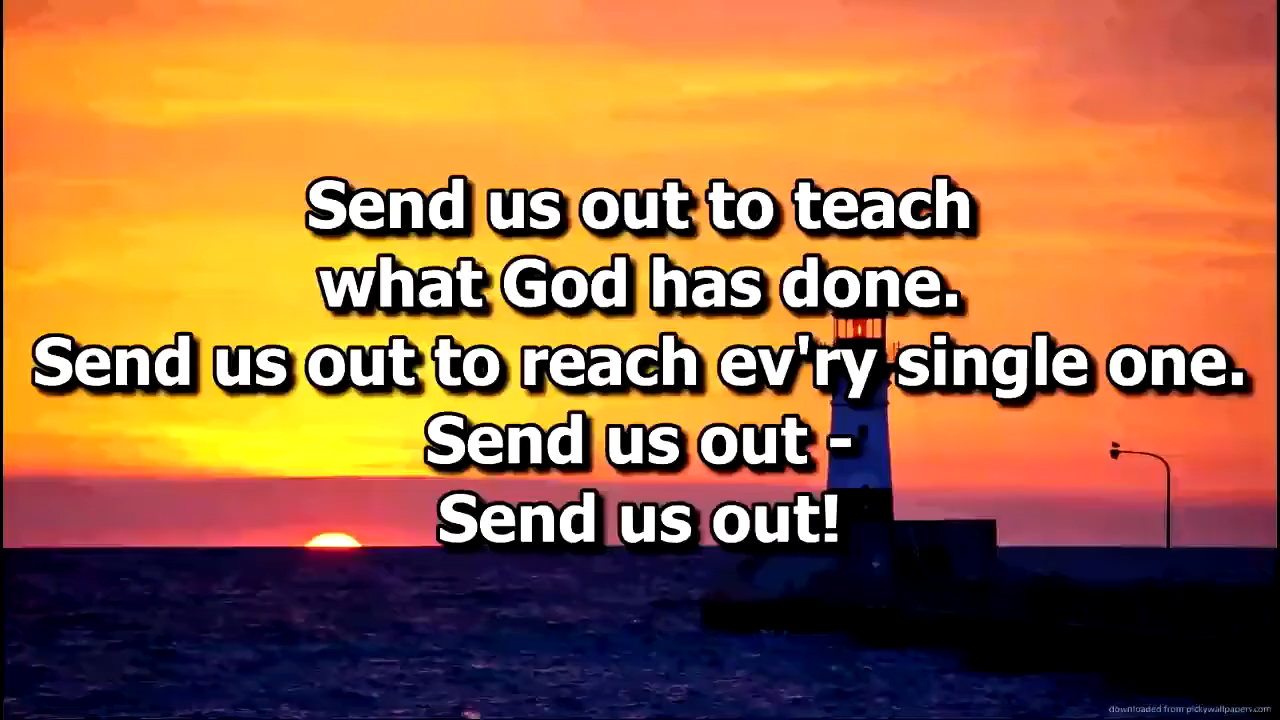 Send us out to teach
what God has done.
Send us out to reach ev'ry single one.
Send us out -
Send us out!
downloaded from pickywallpapers.com